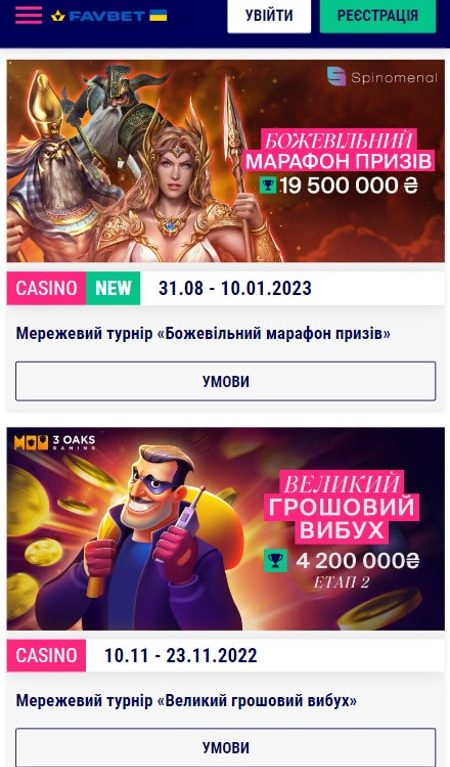 FAVBET
УВІЙТИ
РЕЄСТРАЦІЯ
Spinomenal
БОЖЕВІЛЬНИЙ
МАРАФОН ПРИЗІВ
19 500 000 ₴
CASINO NEW 31.08 - 10.01.2023
Мережевий турнір «Божевільний марафон призів»
УМОВИ
3 OAKS
GAMING
ВЕЛИКИЙ
ГРОШОВИЙ
ВИБУХ
4 200 000₴
ЕТАП 2
CASINO 10.11 - 23.11.2022
Мережевий турнір «Великий грошовий вибух»
УМОВИ